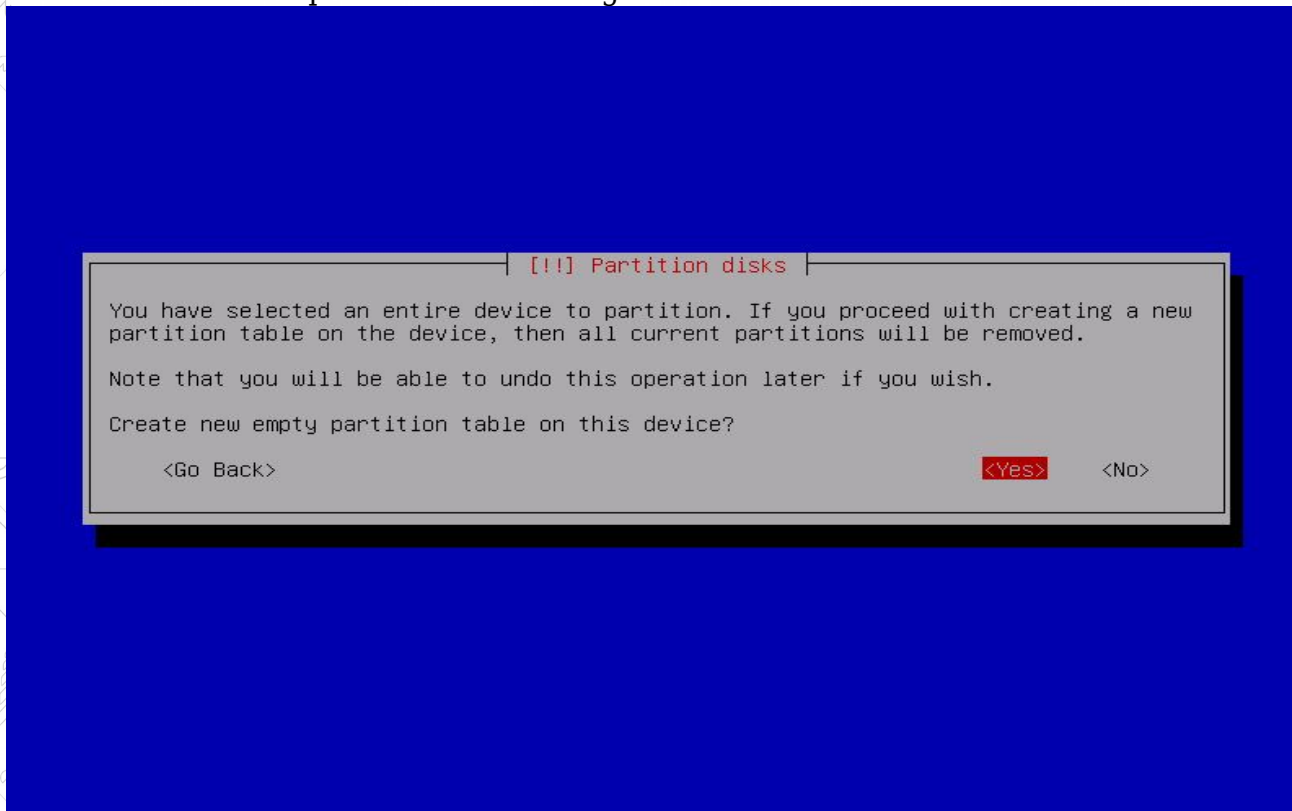 [!!] Partition disks
You have selected an entire device to partition. If you proceed with creating a new
partition table on the device, then all current partitions will be removed.
Note that you will be able to undo this operation later if you wish.
Create new empty partition table on this device?
<Go Back> <Yes> <No>